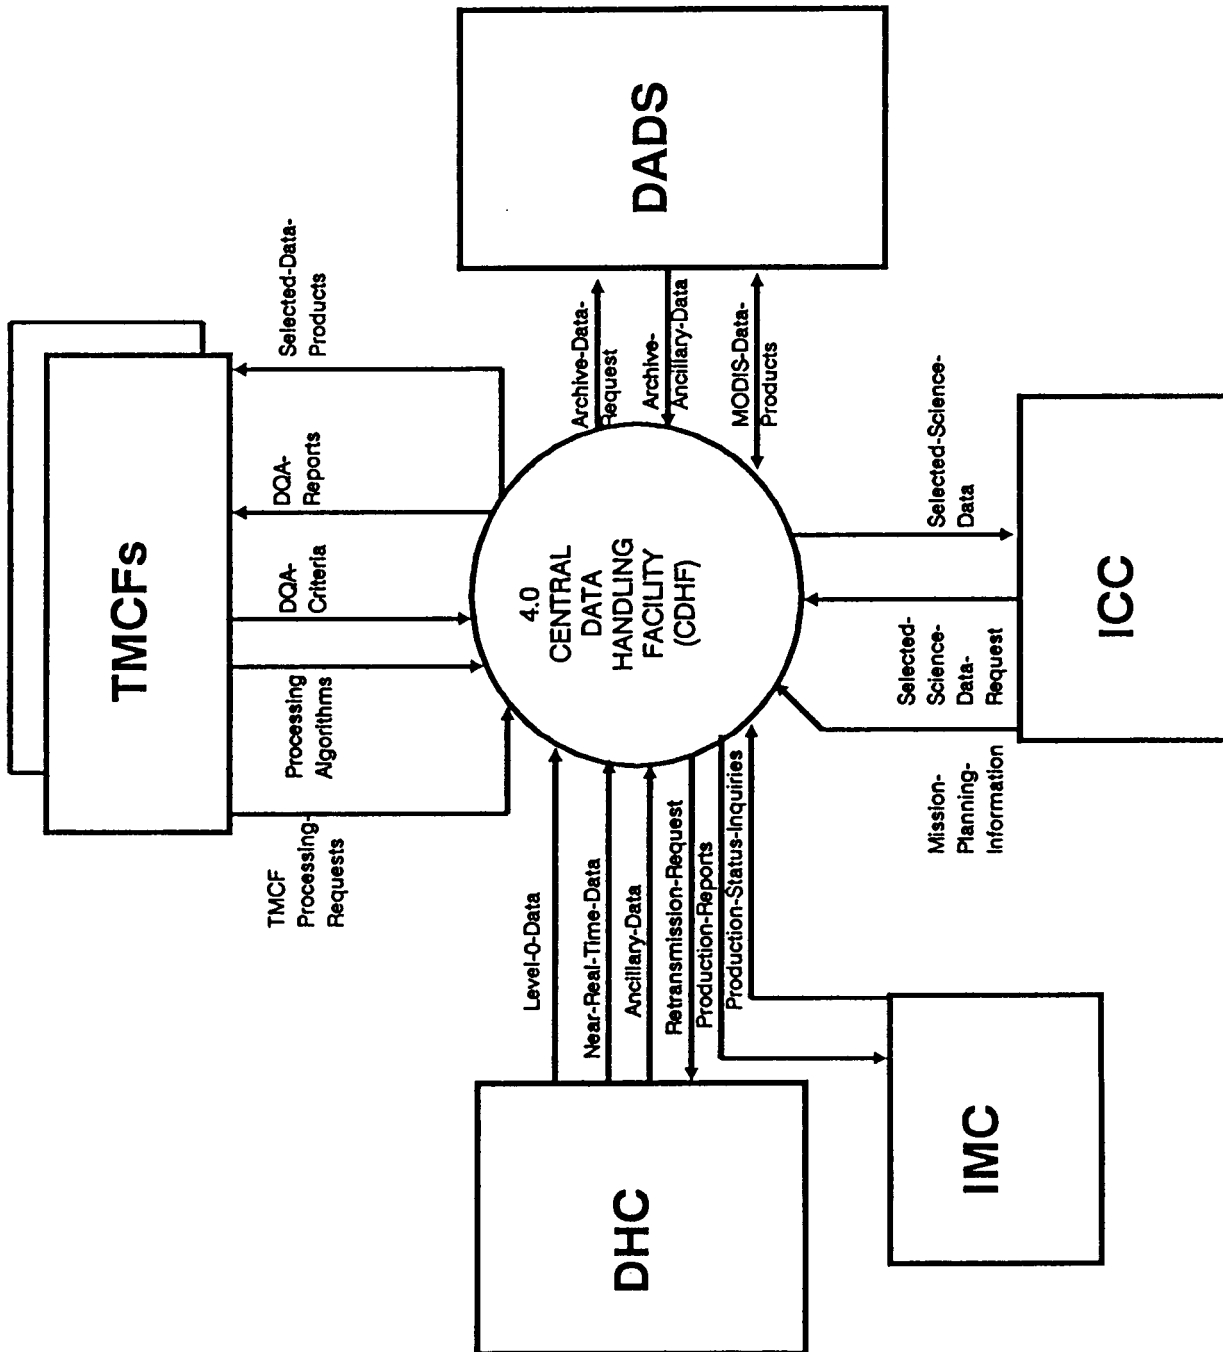 TMCFs
TMCF
Processing-
Requests
Processing
Algorithms
DQA-
Criteria
DQA-
Reports
Selected-Data-
Products
DHC
Level-0-Data
Near-Real-Time-Data
Ancillary-Data
Retransmission-Request
Production-Reports
Production-Status-Inquiries
4.0
CENTRAL
DATA
HANDLING
FACILITY
(CDHF)
Archive-Data-
Request
Archive-
Ancillary-Data
MODIS-Data-
Products
DADS
IMC
Mission-
Planning-
Information
Selected-
Science-
Data-
Request
Selected-Science-
Data
ICC